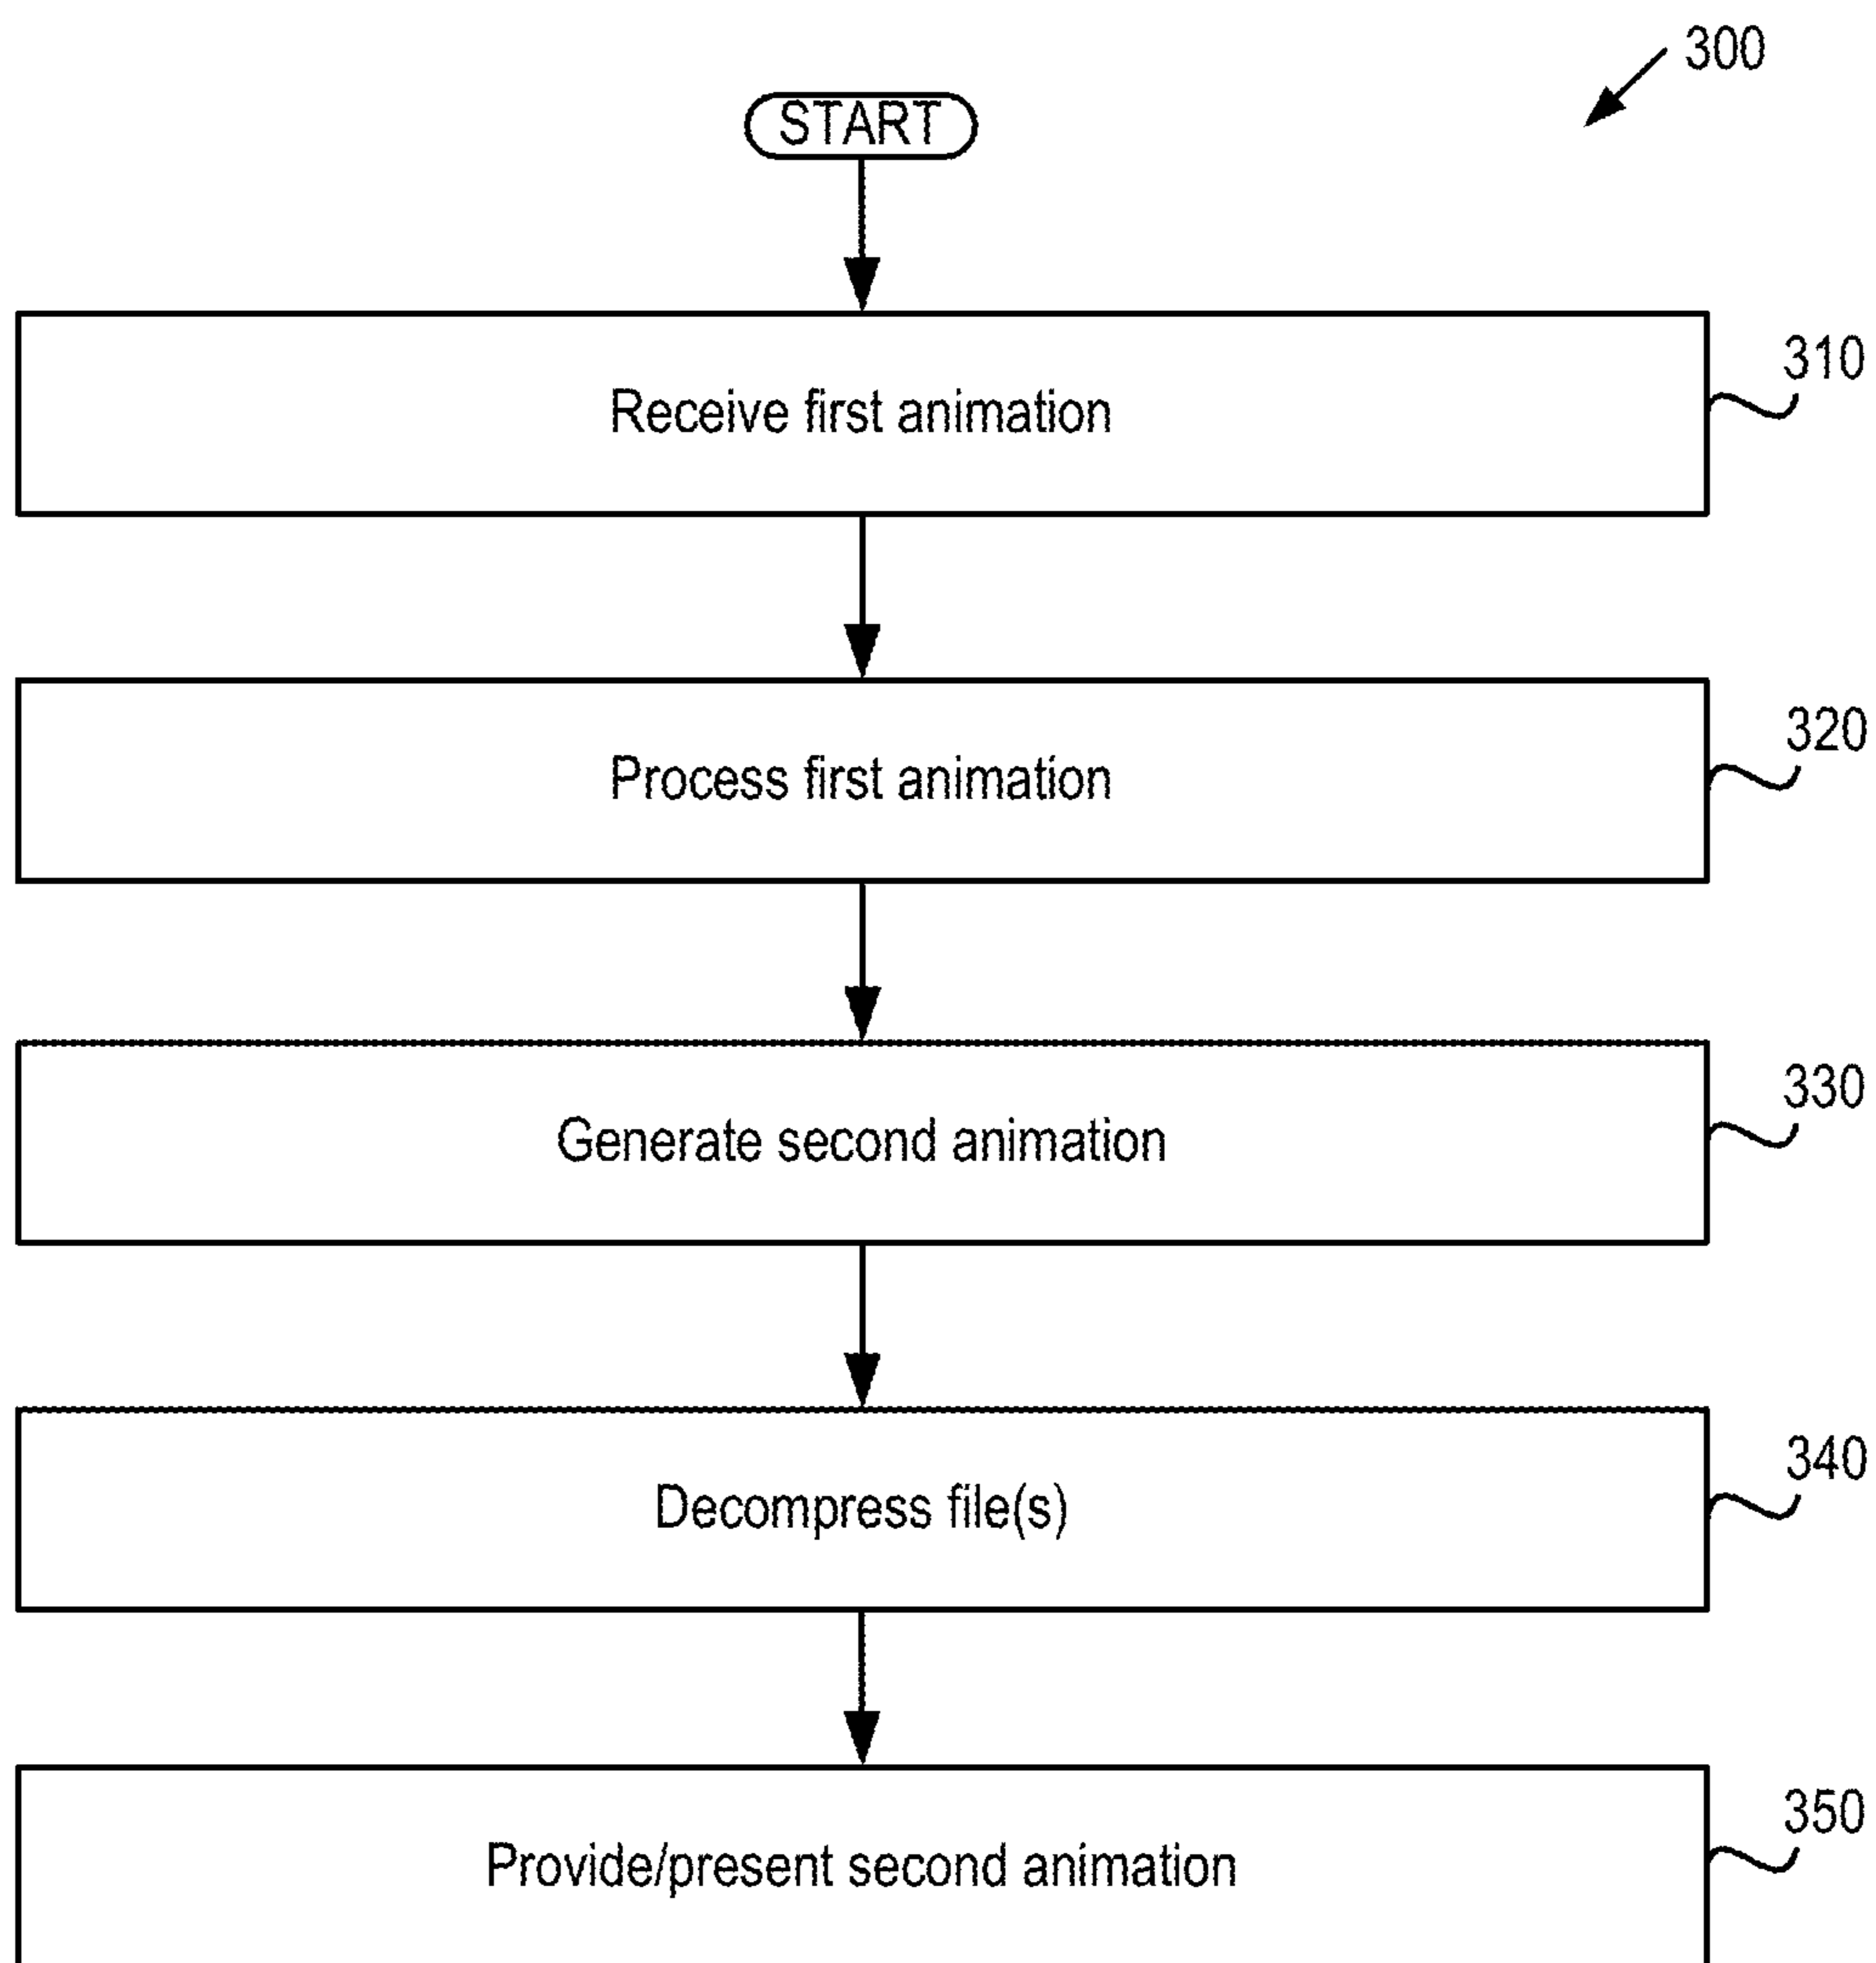 300
START
310
Receive first animation
320
Process first animation
330
Generate second animation
340
Decompress file(s)
350
Provide/present second animation